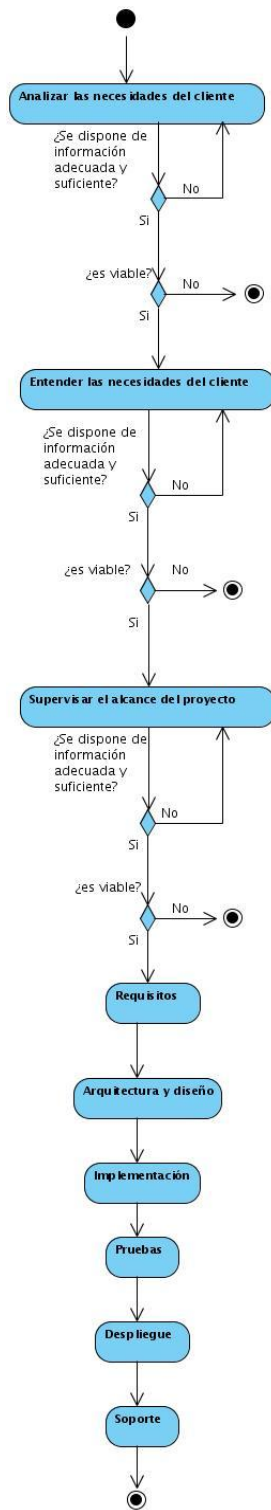 Analizar las necesidades del cliente
¿Se dispone de
información
adecuada y
suficiente?
No
Si
¿es viable?
No
Si
Entender las necesidades del cliente
¿Se dispone de
información
adecuada y
suficiente?
No
Si
¿es viable?
No
Si
Supervisar el alcance del proyecto
¿Se dispone de
información
adecuada y
suficiente?
No
Si
¿es viable?
No
Si
Requisitos
Arquitectura y diseño
Implementación
Pruebas
Despliegue
Soporte